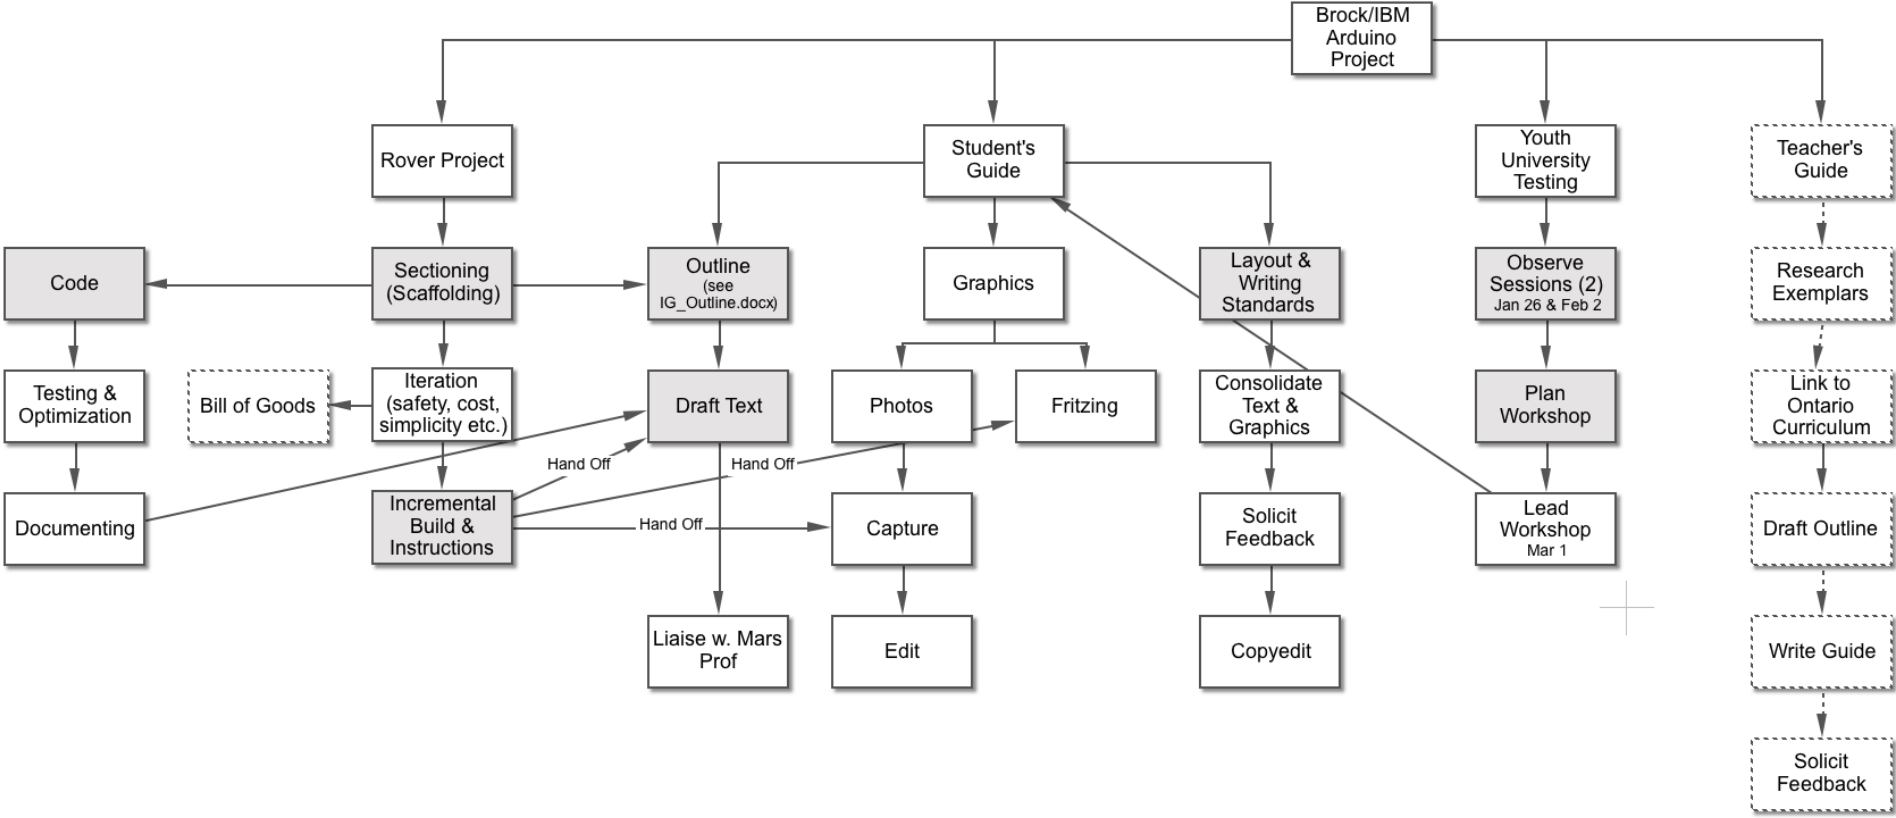 Brock/IBM
Arduino
Project
Rover Project
Student's
Guide
Youth
University
Testing
Teacher's
Guide
Code
Sectioning
(Scaffolding)
Outline
(see
IG_Outline.docx)
Graphics
Layout &
Writing
Standards
Observe
Sessions (2)
Jan 26 & Feb 2
Research
Exemplars
Testing &
Optimization
Bill of Goods
Iteration
(safety, cost,
simplicity etc.)
Draft Text
Photos
Fritzing
Consolidate
Text &
Graphics
Plan
Workshop
Link to
Ontario
Curriculum
Hand Off
Hand Off
Documenting
Incremental
Build &
Instructions
Hand Off
Capture
Solicit
Feedback
Lead
Workshop
Mar 1
Draft Outline
Liaise w. Mars
Prof
Edit
Copyedit
Write Guide
Solicit
Feedback